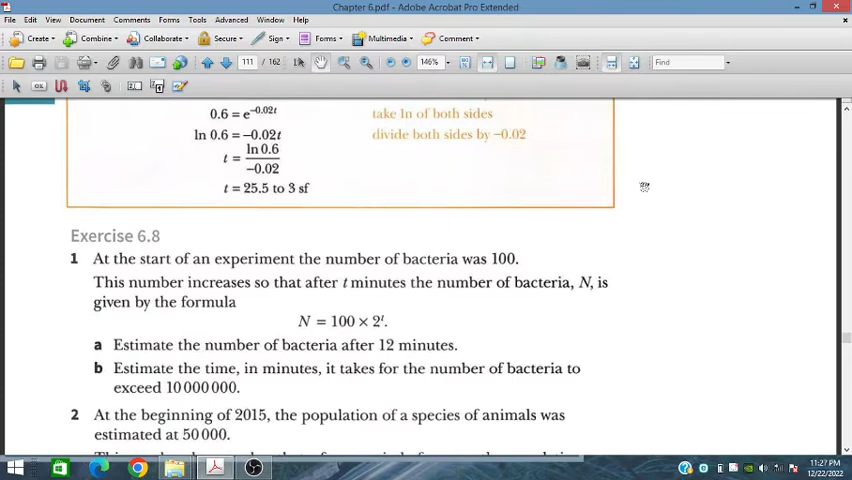 Chapter 6.pdf - Adobe Acrobat Pro Extended
File Edit View Document Comments Forms Tools Advanced Window Help
Create Combine Collaborate Secure Sign Forms Multimedia Comment
111 / 162 146% Find
0.6 = e^−0.02t take ln of both sides
ln 0.6 = −0.02t divide both sides by −0.02
t = ln 0.6 / −0.02
t = 25.5 to 3 sf
Exercise 6.8
1 At the start of an experiment the number of bacteria was 100.
This number increases so that after t minutes the number of bacteria, N, is
given by the formula
N = 100 × 2^t.
a Estimate the number of bacteria after 12 minutes.
b Estimate the time, in minutes, it takes for the number of bacteria to
exceed 10 000 000.
2 At the beginning of 2015, the population of a species of animals was
estimated at 50 000.
11:27 PM
12/22/2022